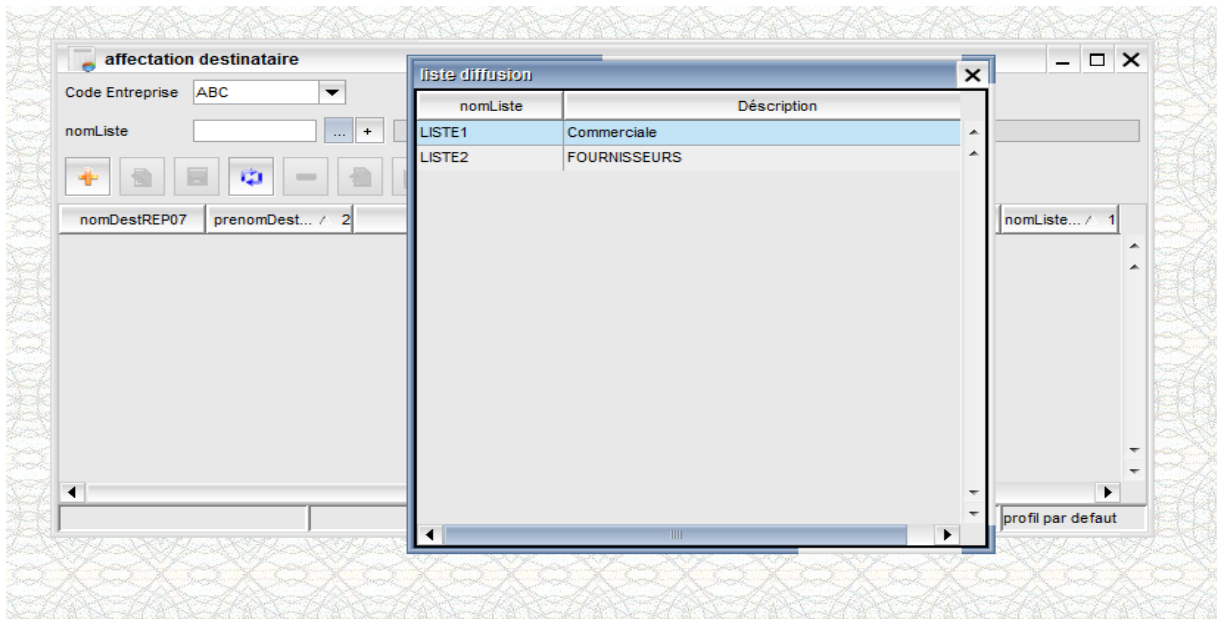 affectation destinataire
liste diffusion
Code Entreprise ABC
nomListe ... +
nomListe Déscription
LISTE1 Commerciale
LISTE2 FOURNISSEURS
nomDestREP07 prenomDest... / 2 nomListe... / 1
profil par defaut